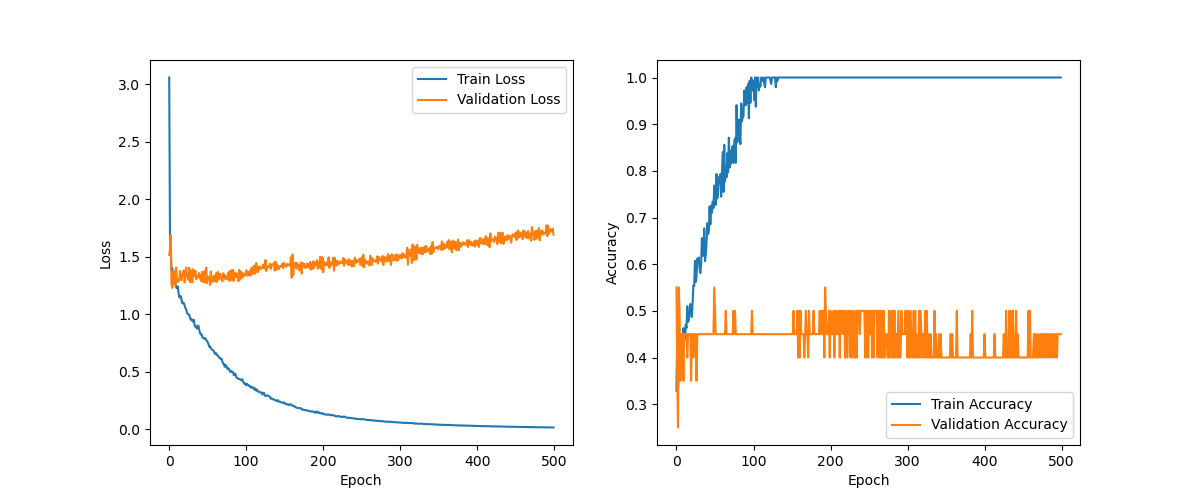 Train Loss
Validation Loss
3.0
2.5
2.0
1.5
1.0
0.5
0.0
Loss
0 100 200 300 400 500
Epoch
1.0
0.9
0.8
0.7
0.6
0.5
0.4
0.3
Accuracy
Train Accuracy
Validation Accuracy
0 100 200 300 400 500
Epoch